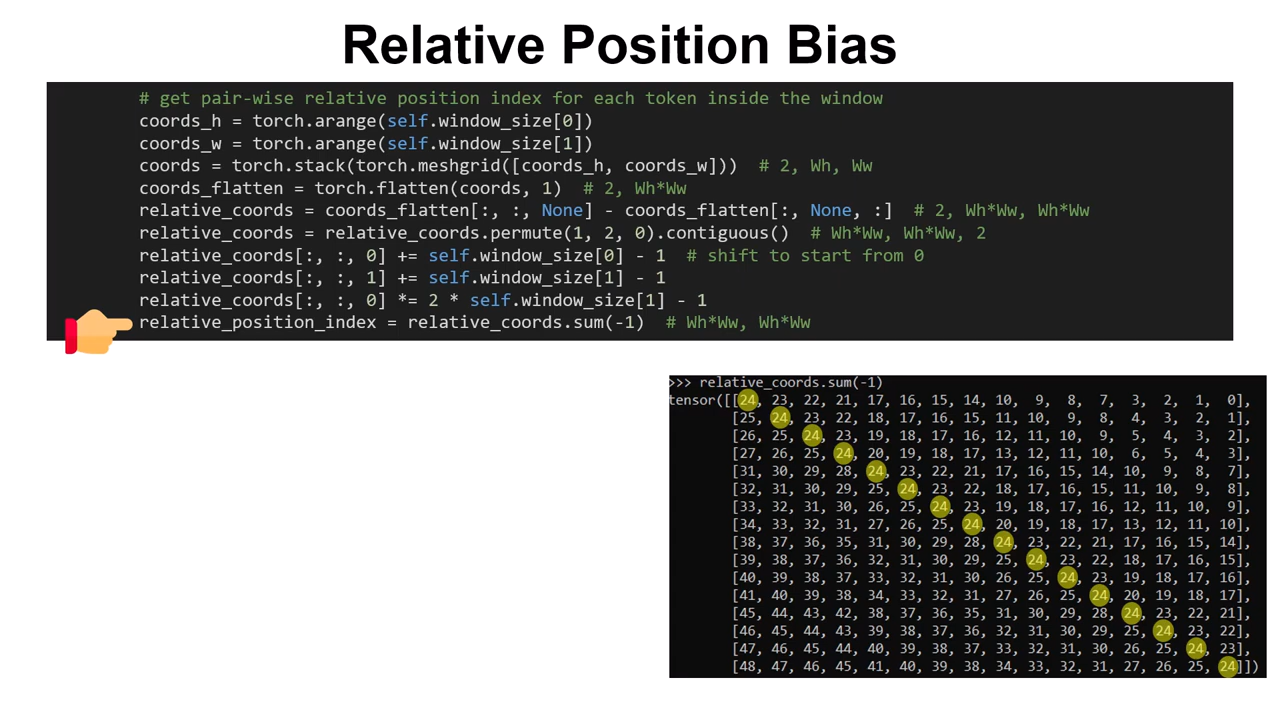 Relative Position Bias
# get pair-wise relative position index for each token inside the window
coords_h = torch.arange(self.window_size[0])
coords_w = torch.arange(self.window_size[1])
coords = torch.stack(torch.meshgrid([coords_h, coords_w]))  # 2, Wh, Ww
coords_flatten = torch.flatten(coords, 1)  # 2, Wh*Ww
relative_coords = coords_flatten[:, :, None] - coords_flatten[:, None, :]  # 2, Wh*Ww, Wh*Ww
relative_coords = relative_coords.permute(1, 2, 0).contiguous()  # Wh*Ww, Wh*Ww, 2
relative_coords[:, :, 0] += self.window_size[0] - 1  # shift to start from 0
relative_coords[:, :, 1] += self.window_size[1] - 1
relative_coords[:, :, 0] *= 2 * self.window_size[1] - 1
relative_position_index = relative_coords.sum(-1)  # Wh*Ww, Wh*Ww
>>> relative_coords.sum(-1)
tensor([[24, 23, 22, 21, 17, 16, 15, 14, 10, 9, 8, 7, 3, 2, 1, 0],
[25, 24, 23, 22, 18, 17, 16, 15, 11, 10, 9, 8, 4, 3, 2, 1],
[26, 25, 24, 23, 19, 18, 17, 16, 12, 11, 10, 9, 5, 4, 3, 2],
[27, 26, 25, 24, 20, 19, 18, 17, 13, 12, 11, 10, 6, 5, 4, 3],
[31, 30, 29, 28, 24, 23, 22, 21, 17, 16, 15, 14, 10, 9, 8, 7],
[32, 31, 30, 29, 25, 24, 23, 22, 18, 17, 16, 15, 11, 10, 9, 8],
[33, 32, 31, 30, 26, 25, 24, 23, 19, 18, 17, 16, 12, 11, 10, 9],
[34, 33, 32, 31, 27, 26, 25, 24, 20, 19, 18, 17, 13, 12, 11, 10],
[38, 37, 36, 35, 31, 30, 29, 28, 24, 23, 22, 21, 17, 16, 15, 14],
[39, 38, 37, 36, 32, 31, 30, 29, 25, 24, 23, 22, 18, 17, 16, 15],
[40, 39, 38, 37, 33, 32, 31, 30, 26, 25, 24, 23, 19, 18, 17, 16],
[41, 40, 39, 38, 34, 33, 32, 31, 27, 26, 25, 24, 20, 19, 18, 17],
[45, 44, 43, 42, 38, 37, 36, 35, 31, 30, 29, 28, 24, 23, 22, 21],
[46, 45, 44, 43, 39, 38, 37, 36, 32, 31, 30, 29, 25, 24, 23, 22],
[47, 46, 45, 44, 40, 39, 38, 37, 33, 32, 31, 30, 26, 25, 24, 23],
[48, 47, 46, 45, 41, 40, 39, 38, 34, 33, 32, 31, 27, 26, 25, 24]])